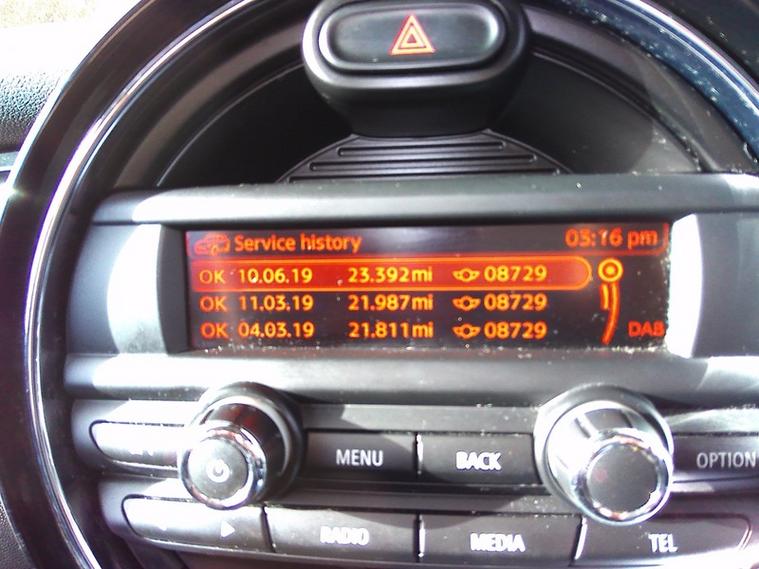 Service history 03:16 pm
OK 10.06.19 23.392mi 08729
OK 11.03.19 21.987mi 08729
OK 04.03.19 21.811mi 08729
DAB
MENU BACK OPTION
RADIO MEDIA TEL